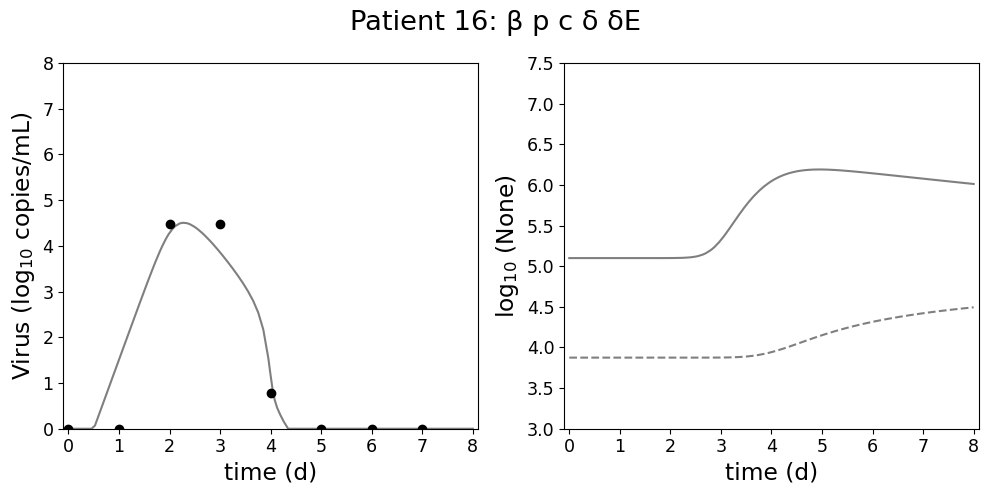 Patient 16: β p c δ δE
Virus (log10 copies/mL)
8
7
6
5
4
3
2
1
0
0 1 2 3 4 5 6 7 8
time (d)
log10 (None)
7.5
7.0
6.5
6.0
5.5
5.0
4.5
4.0
3.5
3.0
0 1 2 3 4 5 6 7 8
time (d)